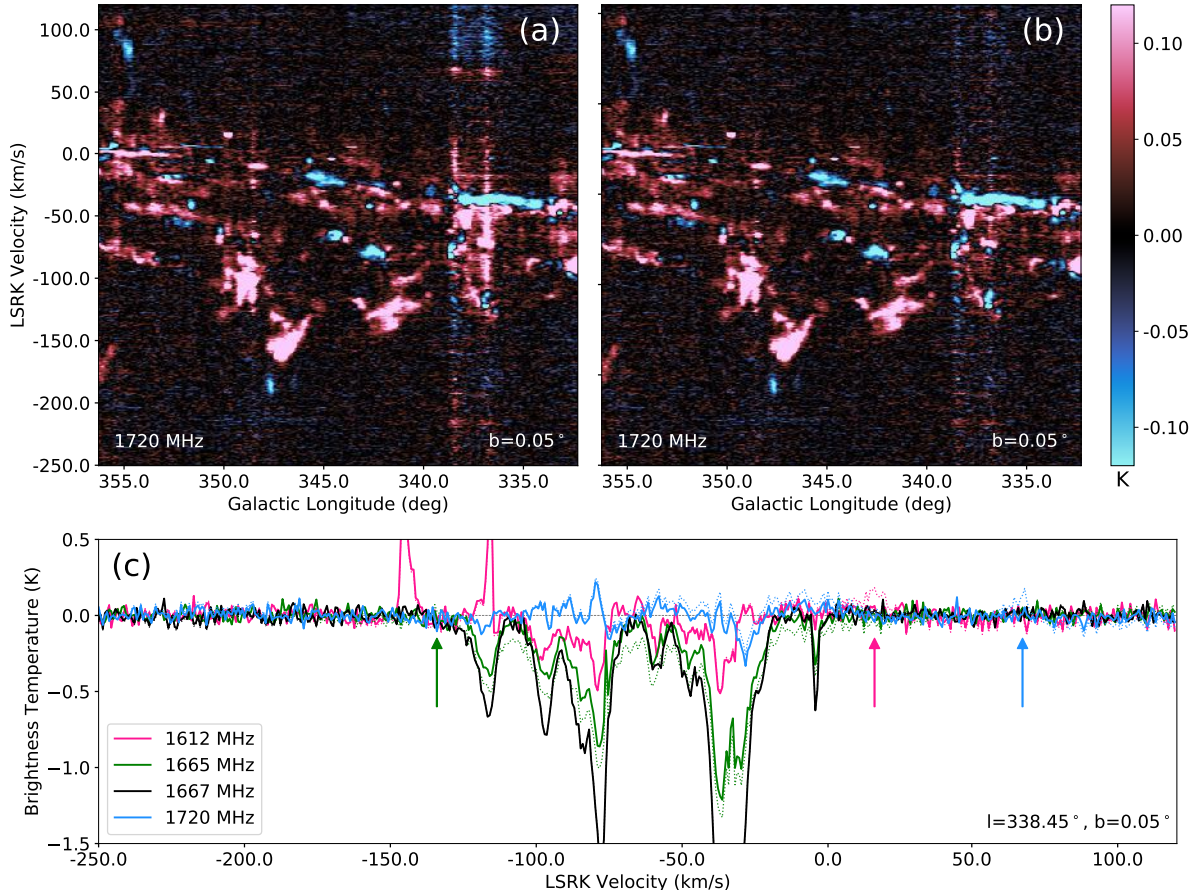 (a)
(b)
100.0
50.0
0.0
-50.0
-100.0
-150.0
-200.0
-250.0
LSRK Velocity (km/s)
1720 MHz
b=0.05°
1720 MHz
b=0.05°
355.0 350.0 345.0 340.0 335.0
355.0 350.0 345.0 340.0 335.0
Galactic Longitude (deg)
Galactic Longitude (deg)
0.10
0.05
0.00
-0.05
-0.10
K
(c)
0.5
0.0
-0.5
-1.0
-1.5
Brightness Temperature (K)
1612 MHz
1665 MHz
1667 MHz
1720 MHz
l=338.45°, b=0.05°
-250.0 -200.0 -150.0 -100.0 -50.0 0.0 50.0 100.0
LSRK Velocity (km/s)